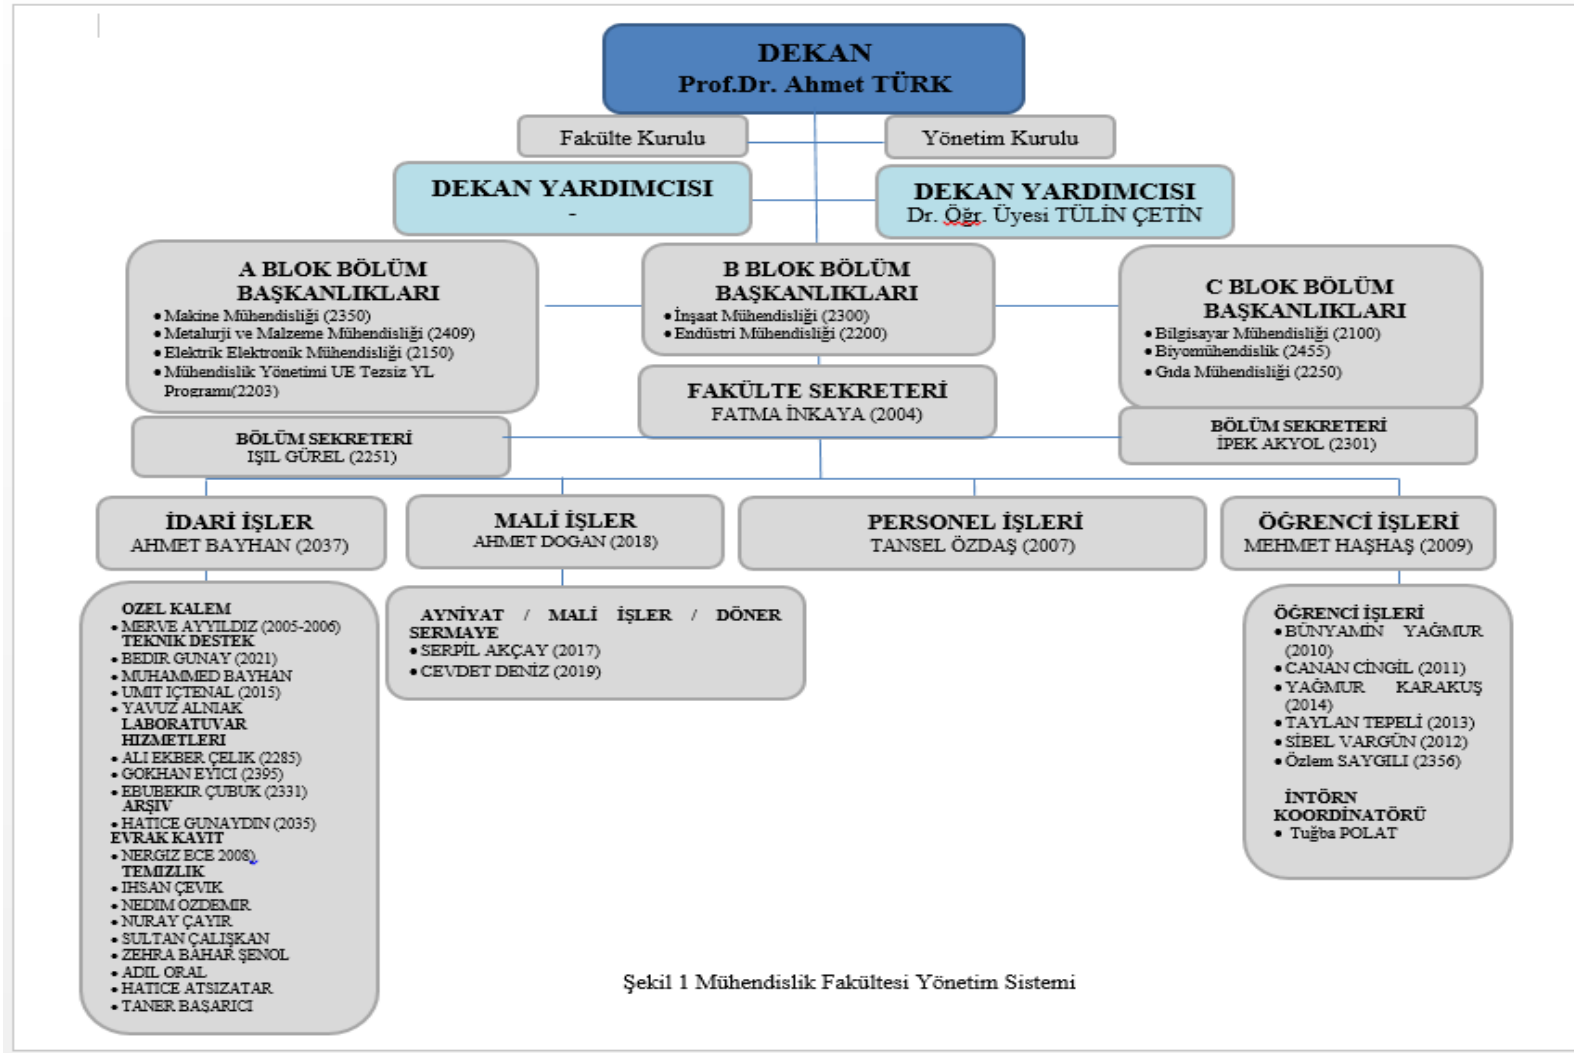 DEKAN
Prof.Dr. Ahmet TÜRK
Fakülte Kurulu
Yönetim Kurulu
DEKAN YARDIMCISI
-
DEKAN YARDIMCISI
Dr. Öğr. Üyesi TÜLİN ÇETİN
A BLOK BÖLÜM
BAŞKANLIKLARI
• Makine Mühendisliği (2350)
• Metalurji ve Malzeme Mühendisliği (2409)
• Elektrik Elektronik Mühendisliği (2150)
• Mühendislik Yönetimi UE Tezsiz YL
Programı(2203)
B BLOK BÖLÜM
BAŞKANLIKLARI
• İnşaat Mühendisliği (2300)
• Endüstri Mühendisliği (2200)
C BLOK BÖLÜM
BAŞKANLIKLARI
• Bilgisayar Mühendisliği (2100)
• Biyomühendislik (2455)
• Gıda Mühendisliği (2250)
FAKÜLTE SEKRETERİ
FATMA İNKAYA (2004)
BÖLÜM SEKRETERİ
IŞIL GÜREL (2251)
BÖLÜM SEKRETERİ
İPEK AKYOL (2301)
İDARİ İŞLER
AHMET BAYHAN (2037)
MALİ İŞLER
AHMET DOGAN (2018)
PERSONEL İŞLERİ
TANSEL ÖZDAŞ (2007)
ÖĞRENCİ İŞLERİ
MEHMET HAŞHAŞ (2009)
OZEL KALEM
• MERVE AYYILDIZ (2005-2006)
TEKNIK DESTEK
• BEDIR GUNAY (2021)
• MUHAMMED BAYHAN
• UMIT IÇTENAL (2015)
• YAVUZ ALNIAK
LABORATUVAR
HIZMETLERI
• ALI EKBER ÇELIK (2285)
• GOKHAN EYICI (2395)
• EBUBEKIR ÇUBUK (2331)
ARŞIV
• HATICE GUNAYDIN (2035)
EVRAK KAYIT
• NERGIZ ECE 2008)
TEMIZLIK
• IHSAN ÇEVIK
• NEDIM OZDEMIR
• NURAY ÇAYIR
• SULTAN ÇALIŞKAN
• ZEHRA BAHAR ŞENOL
• ADIL ORAL
• HATICE ATSIZATAR
• TANER BAŞARICI
AYNİYAT / MALİ İŞLER / DÖNER
SERMAYE
• SERPİL AKÇAY (2017)
• CEVDET DENİZ (2019)
ÖĞRENCİ İŞLERİ
• BÜNYAMİN YAĞMUR
(2010)
• CANAN CİNGİL (2011)
• YAĞMUR KARAKUŞ
(2014)
• TAYLAN TEPELİ (2013)
• SİBEL VARGÜN (2012)
• Özlem SAYGILI (2356)
İNTÖRN
KOORDİNATÖRÜ
• Tuğba POLAT
Şekil 1 Mühendislik Fakültesi Yönetim Sistemi